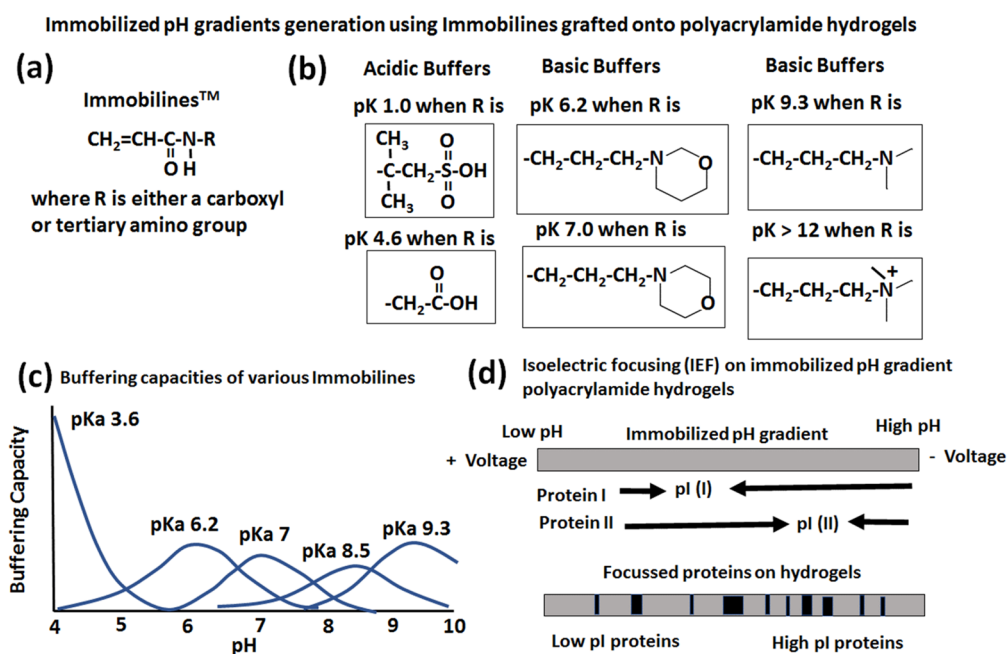 Immobilized pH gradients generation using Immobilines grafted onto polyacrylamide hydrogels
(a)
Immobilines™
CH₂=CH-C-N-R
O H
where R is either a carboxyl
or tertiary amino group
(b)
Acidic Buffers
Basic Buffers
Basic Buffers
pK 1.0 when R is
CH₃ O
-C-CH₂-S-OH
CH₃ O
pK 6.2 when R is
-CH₂-CH₂-CH₂-N O
pK 9.3 when R is
-CH₂-CH₂-CH₂-N
pK 4.6 when R is
O
-CH₂-C-OH
pK 7.0 when R is
-CH₂-CH₂-CH₂-N O
pK > 12 when R is
+
-CH₂-CH₂-CH₂-N
(c) Buffering capacities of various Immobilines
Buffering Capacity
pKa 3.6
pKa 6.2
pKa 7
pKa 8.5
pKa 9.3
4 5 6 7 8 9 10
pH
(d) Isoelectric focusing (IEF) on immobilized pH gradient
polyacrylamide hydrogels
Low pH Immobilized pH gradient High pH
+ Voltage - Voltage
Protein I pI (I)
Protein II pI (II)
Focussed proteins on hydrogels
Low pI proteins High pI proteins